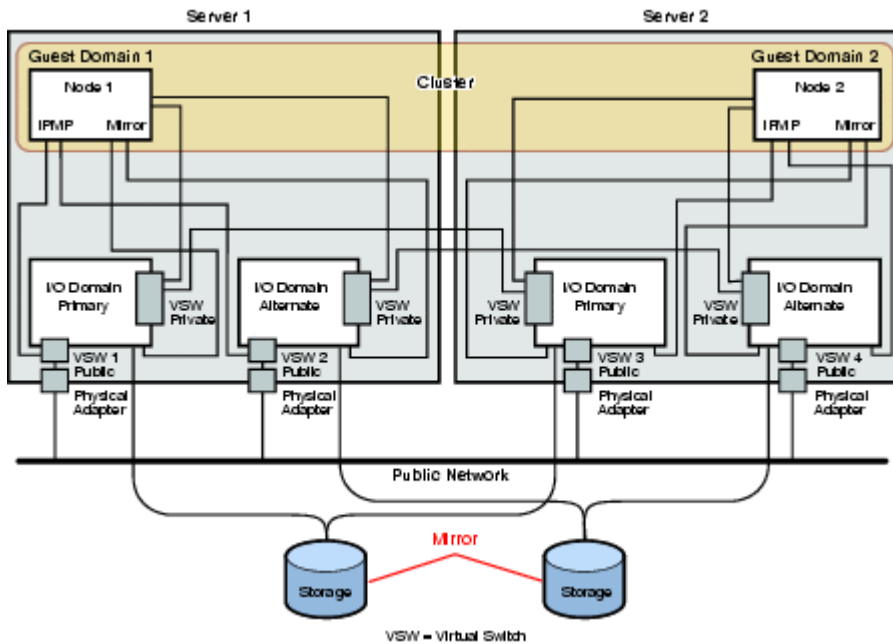 Server 1
Server 2
Guest Domain 1
Guest Domain 2
Cluster
Node 1
Node 2
IPMP
Mirror
IPMP
Mirror
I/O Domain
Primary
I/O Domain
Alternate
I/O Domain
Primary
I/O Domain
Alternate
VSW
Private
VSW
Private
VSW
Private
VSW
Private
VSW 1
Public
VSW 2
Public
VSW 3
Public
VSW 4
Public
Physical
Adapter
Physical
Adapter
Physical
Adapter
Physical
Adapter
Public Network
Mirror
Storage
Storage
VSW = Virtual Switch